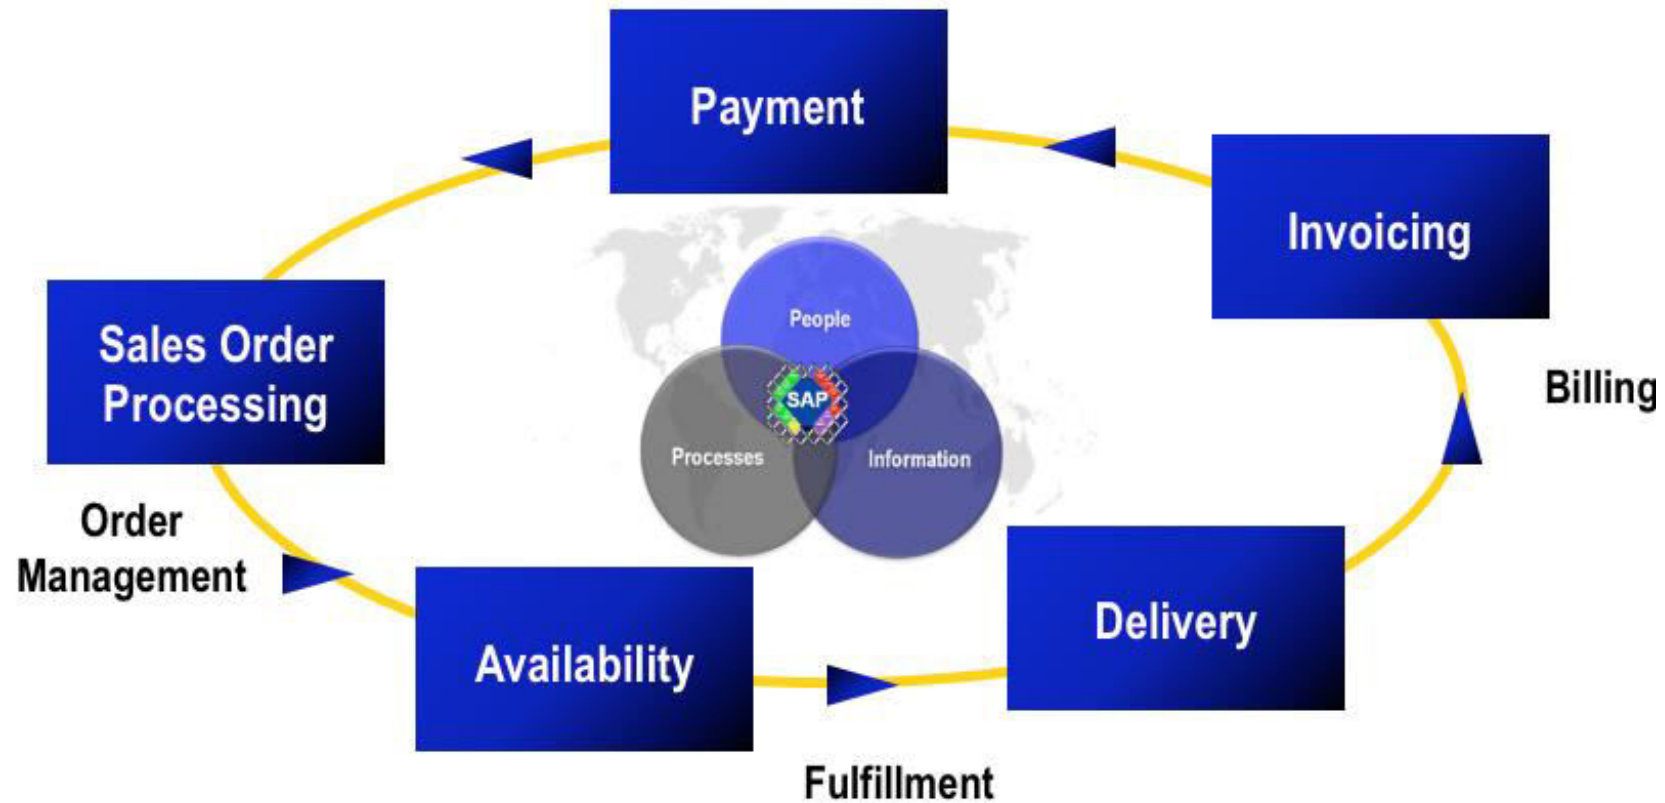 Payment
Invoicing
Sales Order
Processing
People
SAP
Processes
Information
Billing
Order
Management
Availability
Delivery
Fulfillment